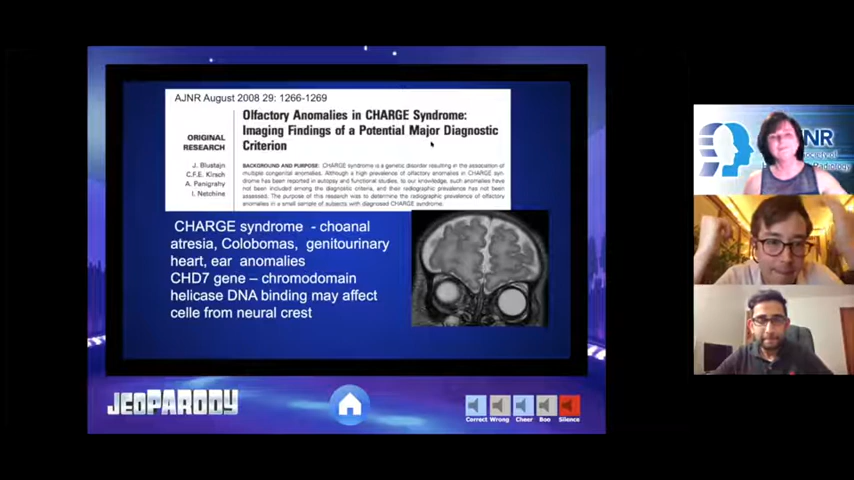 AJNR August 2008 29: 1266-1269
Olfactory Anomalies in CHARGE Syndrome:
Imaging Findings of a Potential Major Diagnostic
Criterion
ORIGINAL
RESEARCH
J. Blustajn
C.F.E. Kirsch
A. Panigrahy
I. Netchine
BACKGROUND AND PURPOSE: CHARGE syndrome is a genetic disorder resulting in the association of
multiple congenital anomalies. Although a high prevalence of olfactory anomalies in CHARGE syn-
drome has been reported in autopsy and functional studies, to our knowledge, such anomalies have
not been included among the diagnostic criteria, and their radiographic prevalence has not been
assessed. The purpose of this research was to determine the radiographic prevalence of olfactory
anomalies in a small sample of subjects with diagnosed CHARGE syndrome.
CHARGE syndrome - choanal
atresia, Colobomas, genitourinary
heart, ear anomalies
CHD7 gene – chromodomain
helicase DNA binding may affect
celle from neural crest
JEOPARODY
Correct Wrong Cheer Boo Silence